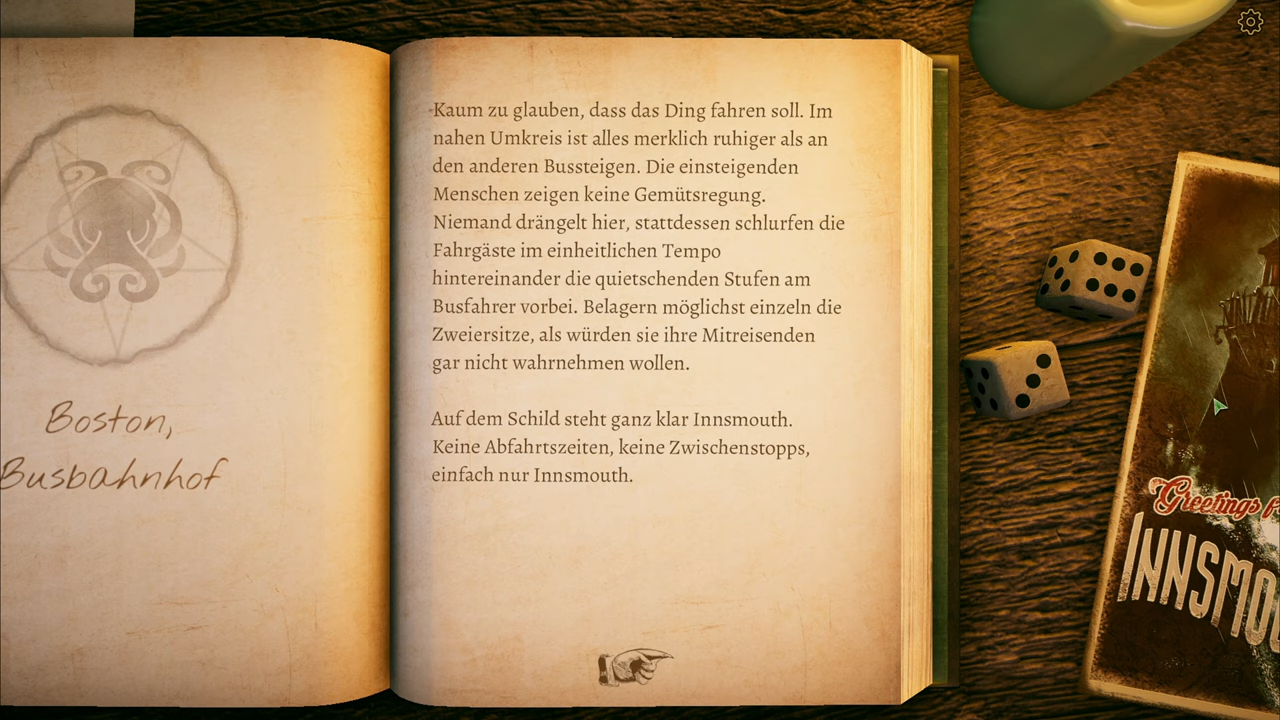 Boston,
Busbahnhof
Kaum zu glauben, dass das Ding fahren soll. Im
nahen Umkreis ist alles merklich ruhiger als an
den anderen Bussteigen. Die einsteigenden
Menschen zeigen keine Gemütsregung.
Niemand drängelt hier, stattdessen schlurfen die
Fahrgäste im einheitlichen Tempo
hintereinander die quietschenden Stufen am
Busfahrer vorbei. Belagern möglichst einzeln die
Zweiersitze, als würden sie ihre Mitreisenden
gar nicht wahrnehmen wollen.
Auf dem Schild steht ganz klar Innsmouth.
Keine Abfahrtszeiten, keine Zwischenstopps,
einfach nur Innsmouth.
Greetings f
INNSMO